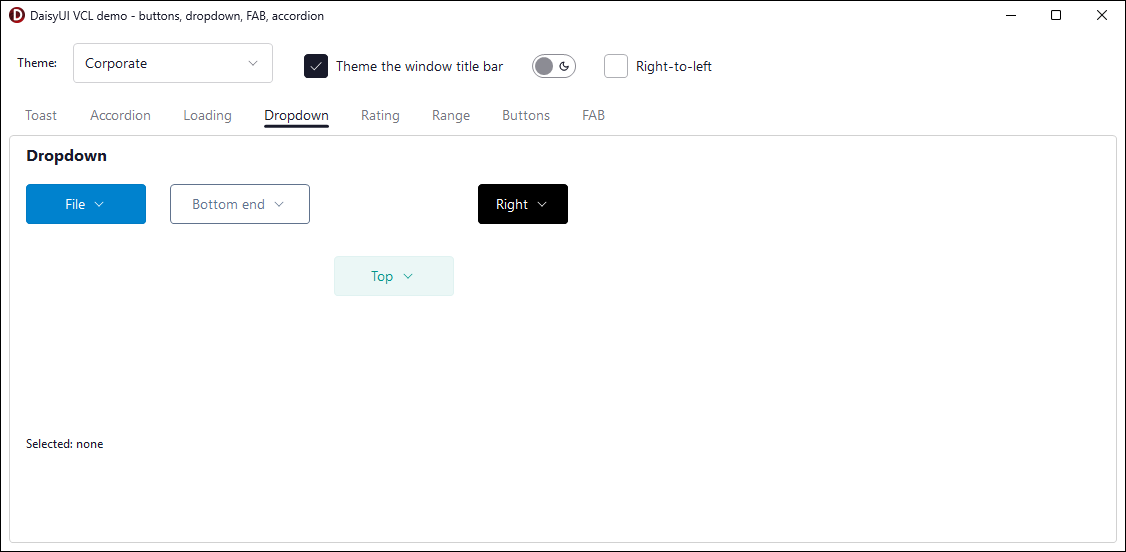 DaisyUI VCL demo - buttons, dropdown, FAB, accordion
Theme: Corporate Theme the window title bar Right-to-left
Toast Accordion Loading Dropdown Rating Range Buttons FAB
Dropdown
File Bottom end Right
Top
Selected: none